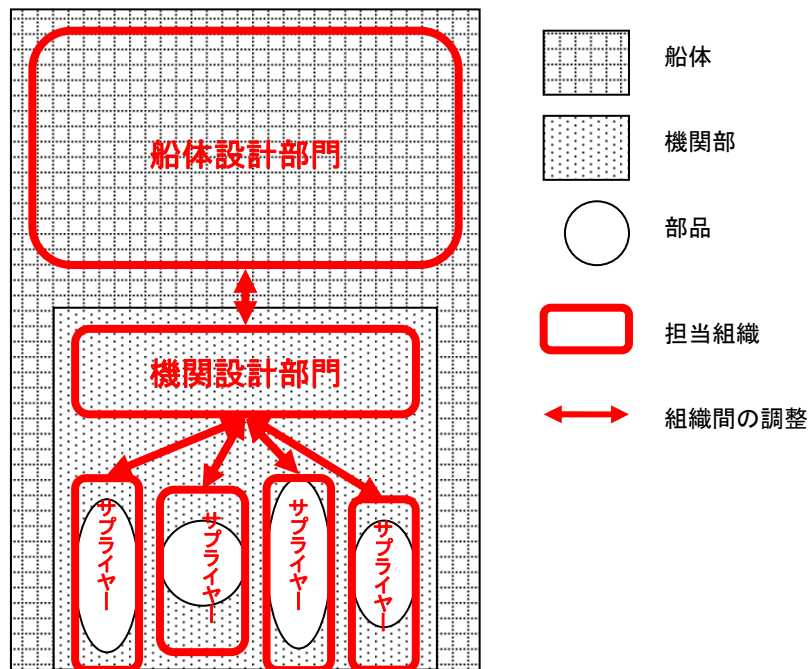 船体設計部門
機関設計部門
サプライヤー
サプライヤー
サプライヤー
サプライヤー
船体
機関部
部品
担当組織
組織間の調整